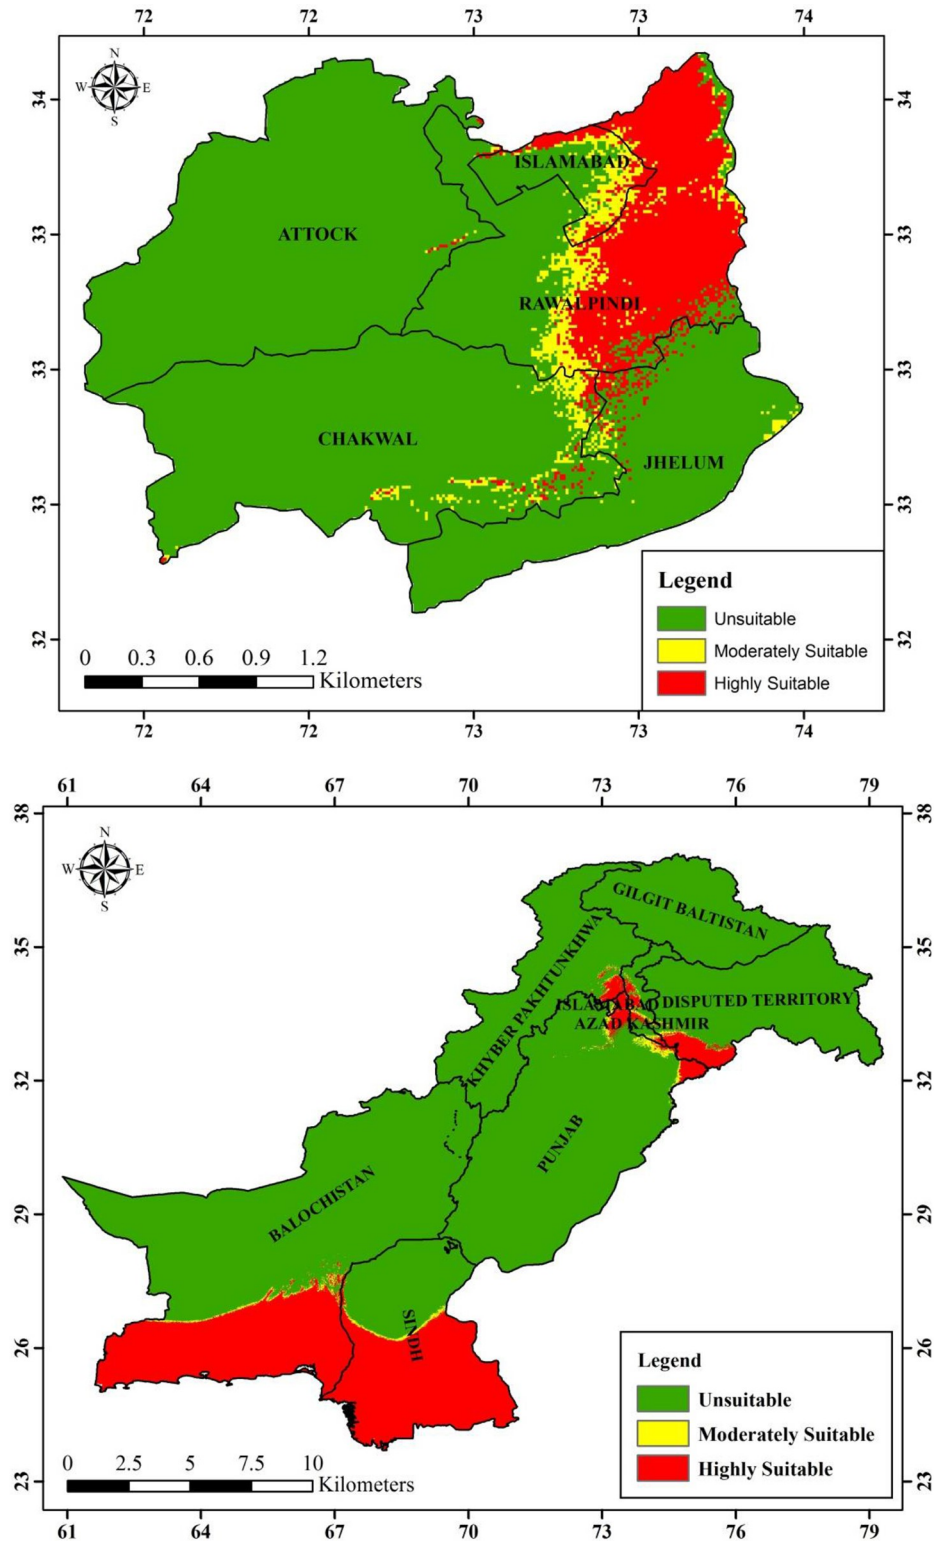 72 72 73 73 74
N
W E
S
34 34
ISLAMABAD
ATTOCK
33 33
RAWALPINDI
33 33
CHAKWAL
JHELUM
33 33
Legend
Unsuitable
Moderately Suitable
Highly Suitable
32 32
0 0.3 0.6 0.9 1.2
Kilometers
72 72 73 73 74
61 64 67 70 73 76 79
38 38
N
W E
S
GILGIT BALTISTAN
35 35
KHYBER PAKHTUNKHWA
ISLAMABAD DISPUTED TERRITORY
AZAD KASHMIR
32 32
PUNJAB
BALOCHISTAN
29 29
SINDH
26 26
Legend
Unsuitable
Moderately Suitable
Highly Suitable
0 2.5 5 7.5 10
Kilometers
23 23
61 64 67 70 73 76 79